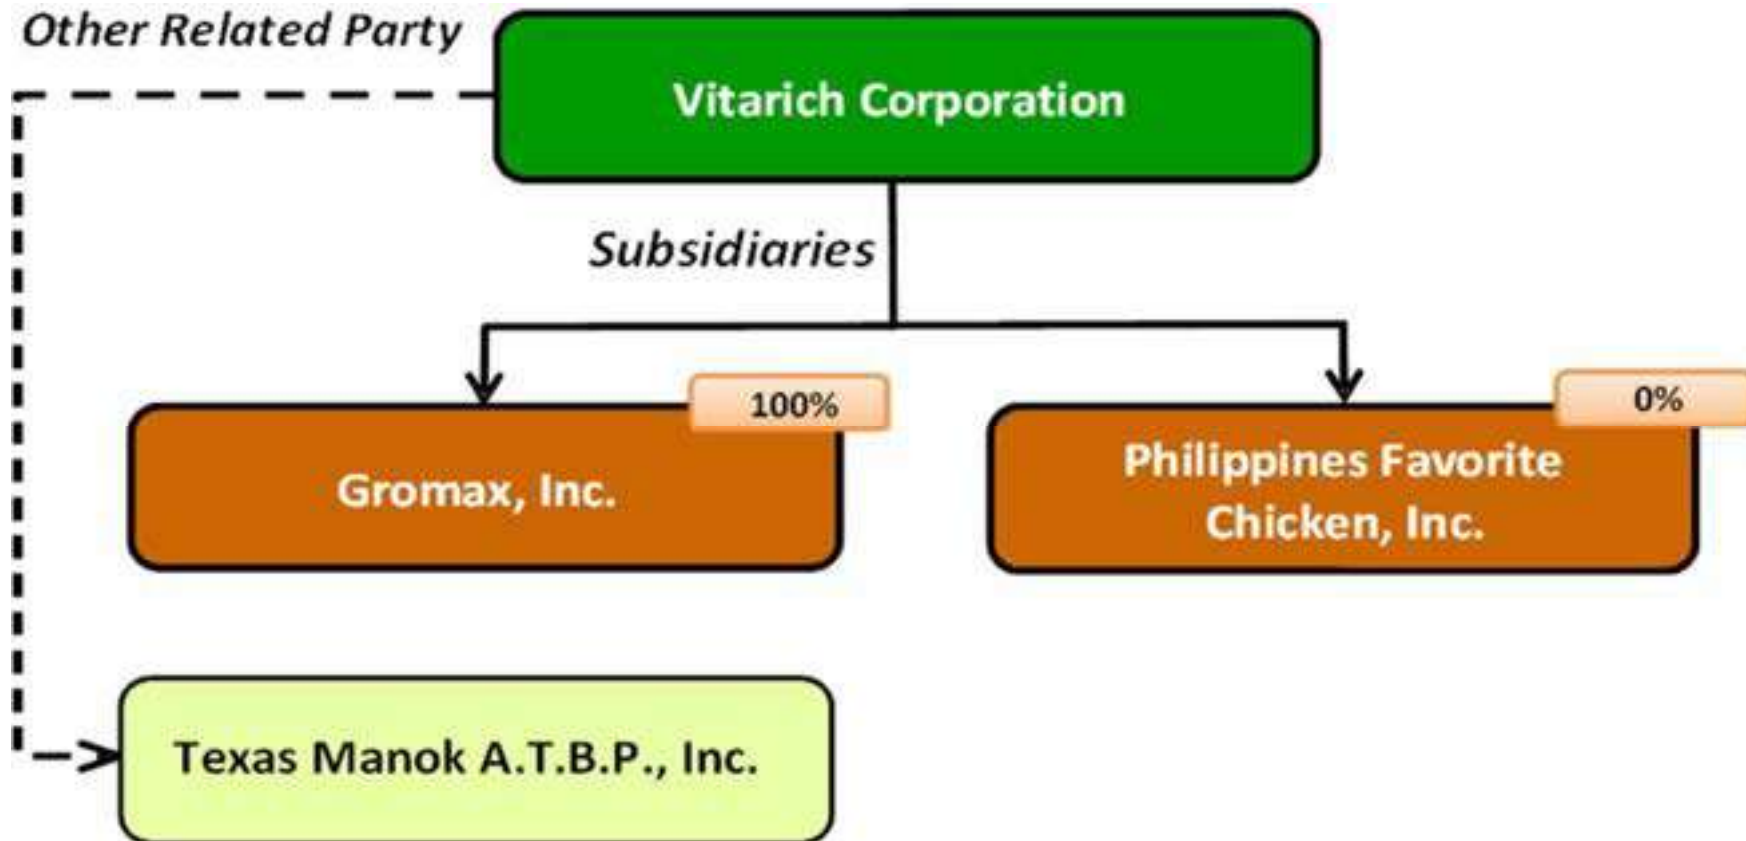 Other Related Party
Vitarich Corporation
Subsidiaries
100%
0%
Gromax, Inc.
Philippines Favorite
Chicken, Inc.
Texas Manok A.T.B.P., Inc.